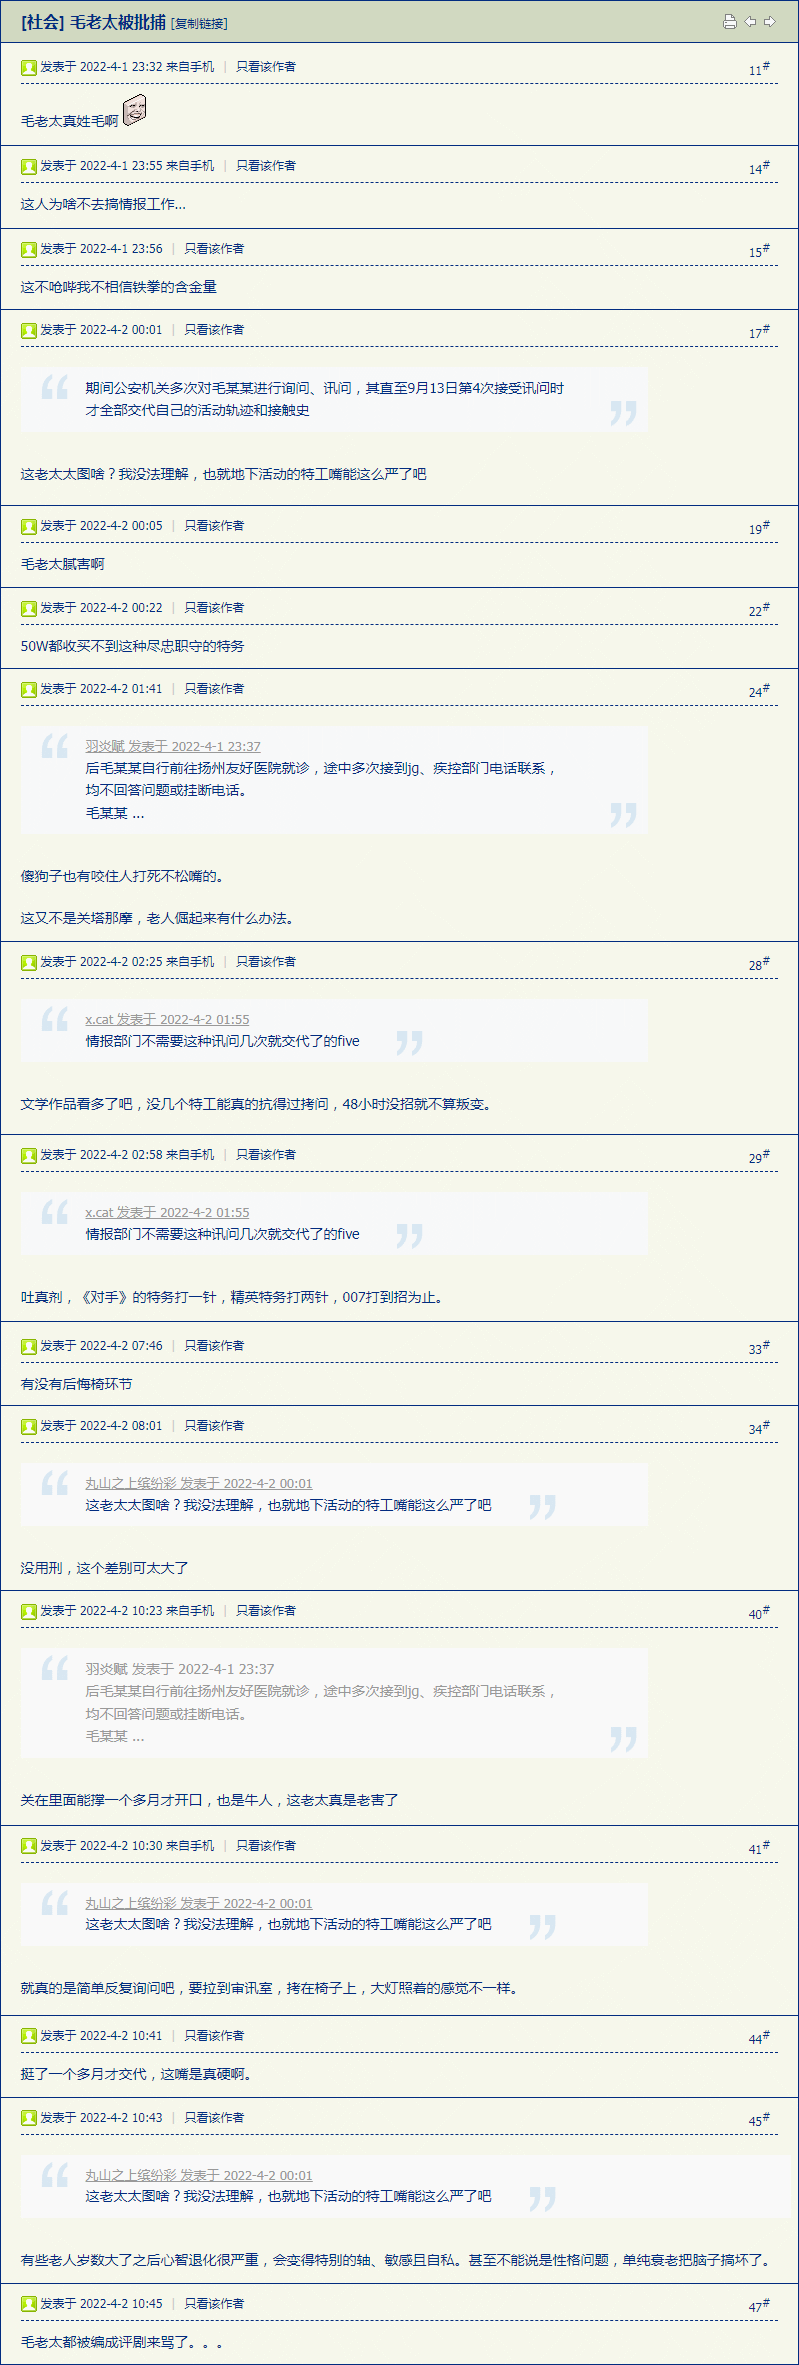 [社会] 毛老太被批捕 [复制链接]
发表于 2022-4-1 23:32 来自手机 | 只看该作者 11#
毛老太真姓毛啊
发表于 2022-4-1 23:55 来自手机 | 只看该作者 14#
这人为啥不去搞情报工作...
发表于 2022-4-1 23:56 | 只看该作者 15#
这不呛哔我不相信铁拳的含金量
发表于 2022-4-2 00:01 | 只看该作者 17#
期间公安机关多次对毛某某进行询问、讯问，其直至9月13日第4次接受讯问时
才全部交代自己的活动轨迹和接触史
这老太太图啥？我没法理解，也就地下活动的特工嘴能这么严了吧
发表于 2022-4-2 00:05 | 只看该作者 19#
毛老太腻害啊
发表于 2022-4-2 00:22 | 只看该作者 22#
50W都收买不到这种尽忠职守的特务
发表于 2022-4-2 01:41 | 只看该作者 24#
羽炎赋 发表于 2022-4-1 23:37
后毛某某自行前往扬州友好医院就诊，途中多次接到jg、疾控部门电话联系，
均不回答问题或挂断电话。
毛某某 ...
傻狗子也有咬住人打死不松嘴的。
这又不是关塔那摩，老人倔起来有什么办法。
发表于 2022-4-2 02:25 来自手机 | 只看该作者 28#
x.cat 发表于 2022-4-2 01:55
情报部门不需要这种讯问几次就交代了的five
文学作品看多了吧，没几个特工能真的抗得过拷问，48小时没招就不算叛变。
发表于 2022-4-2 02:58 来自手机 | 只看该作者 29#
x.cat 发表于 2022-4-2 01:55
情报部门不需要这种讯问几次就交代了的five
吐真剂，《对手》的特务打一针，精英特务打两针，007打到招为止。
发表于 2022-4-2 07:46 | 只看该作者 33#
有没有后悔椅环节
发表于 2022-4-2 08:01 | 只看该作者 34#
丸山之上缤纷彩 发表于 2022-4-2 00:01
这老太太图啥？我没法理解，也就地下活动的特工嘴能这么严了吧
没用刑，这个差别可太大了
发表于 2022-4-2 10:23 来自手机 | 只看该作者 40#
羽炎赋 发表于 2022-4-1 23:37
后毛某某自行前往扬州友好医院就诊，途中多次接到jg、疾控部门电话联系，
均不回答问题或挂断电话。
毛某某 ...
关在里面能撑一个多月才开口，也是牛人，这老太真是老害了
发表于 2022-4-2 10:30 来自手机 | 只看该作者 41#
丸山之上缤纷彩 发表于 2022-4-2 00:01
这老太太图啥？我没法理解，也就地下活动的特工嘴能这么严了吧
就真的是简单反复询问吧，要拉到审讯室，拷在椅子上，大灯照着的感觉不一样。
发表于 2022-4-2 10:41 | 只看该作者 44#
挺了一个多月才交代，这嘴是真硬啊。
发表于 2022-4-2 10:43 | 只看该作者 45#
丸山之上缤纷彩 发表于 2022-4-2 00:01
这老太太图啥？我没法理解，也就地下活动的特工嘴能这么严了吧
有些老人岁数大了之后心智退化很严重，会变得特别的轴、敏感且自私。甚至不能说是性格问题，单纯衰老把脑子搞坏了。
发表于 2022-4-2 10:45 | 只看该作者 47#
毛老太都被编成评剧来骂了。。。